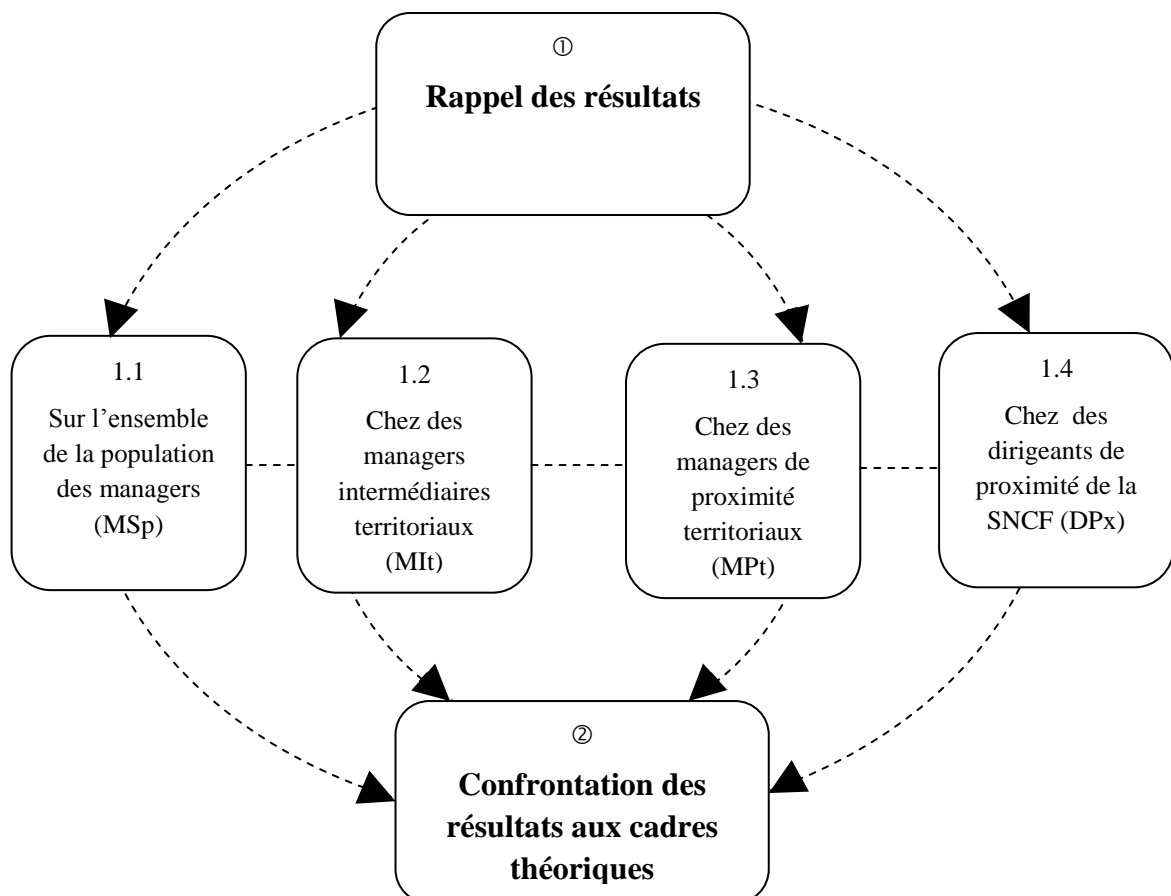 ①
Rappel des résultats
1.1
Sur l’ensemble
de la population
des managers
(MSp)
1.2
Chez des
managers
intermédiaires
territoriaux
(MIt)
1.3
Chez des
managers de
proximité
territoriaux
(MPt)
1.4
Chez des
dirigeants de
proximité de la
SNCF (DPx)
②
Confrontation des
résultats aux cadres
théoriques